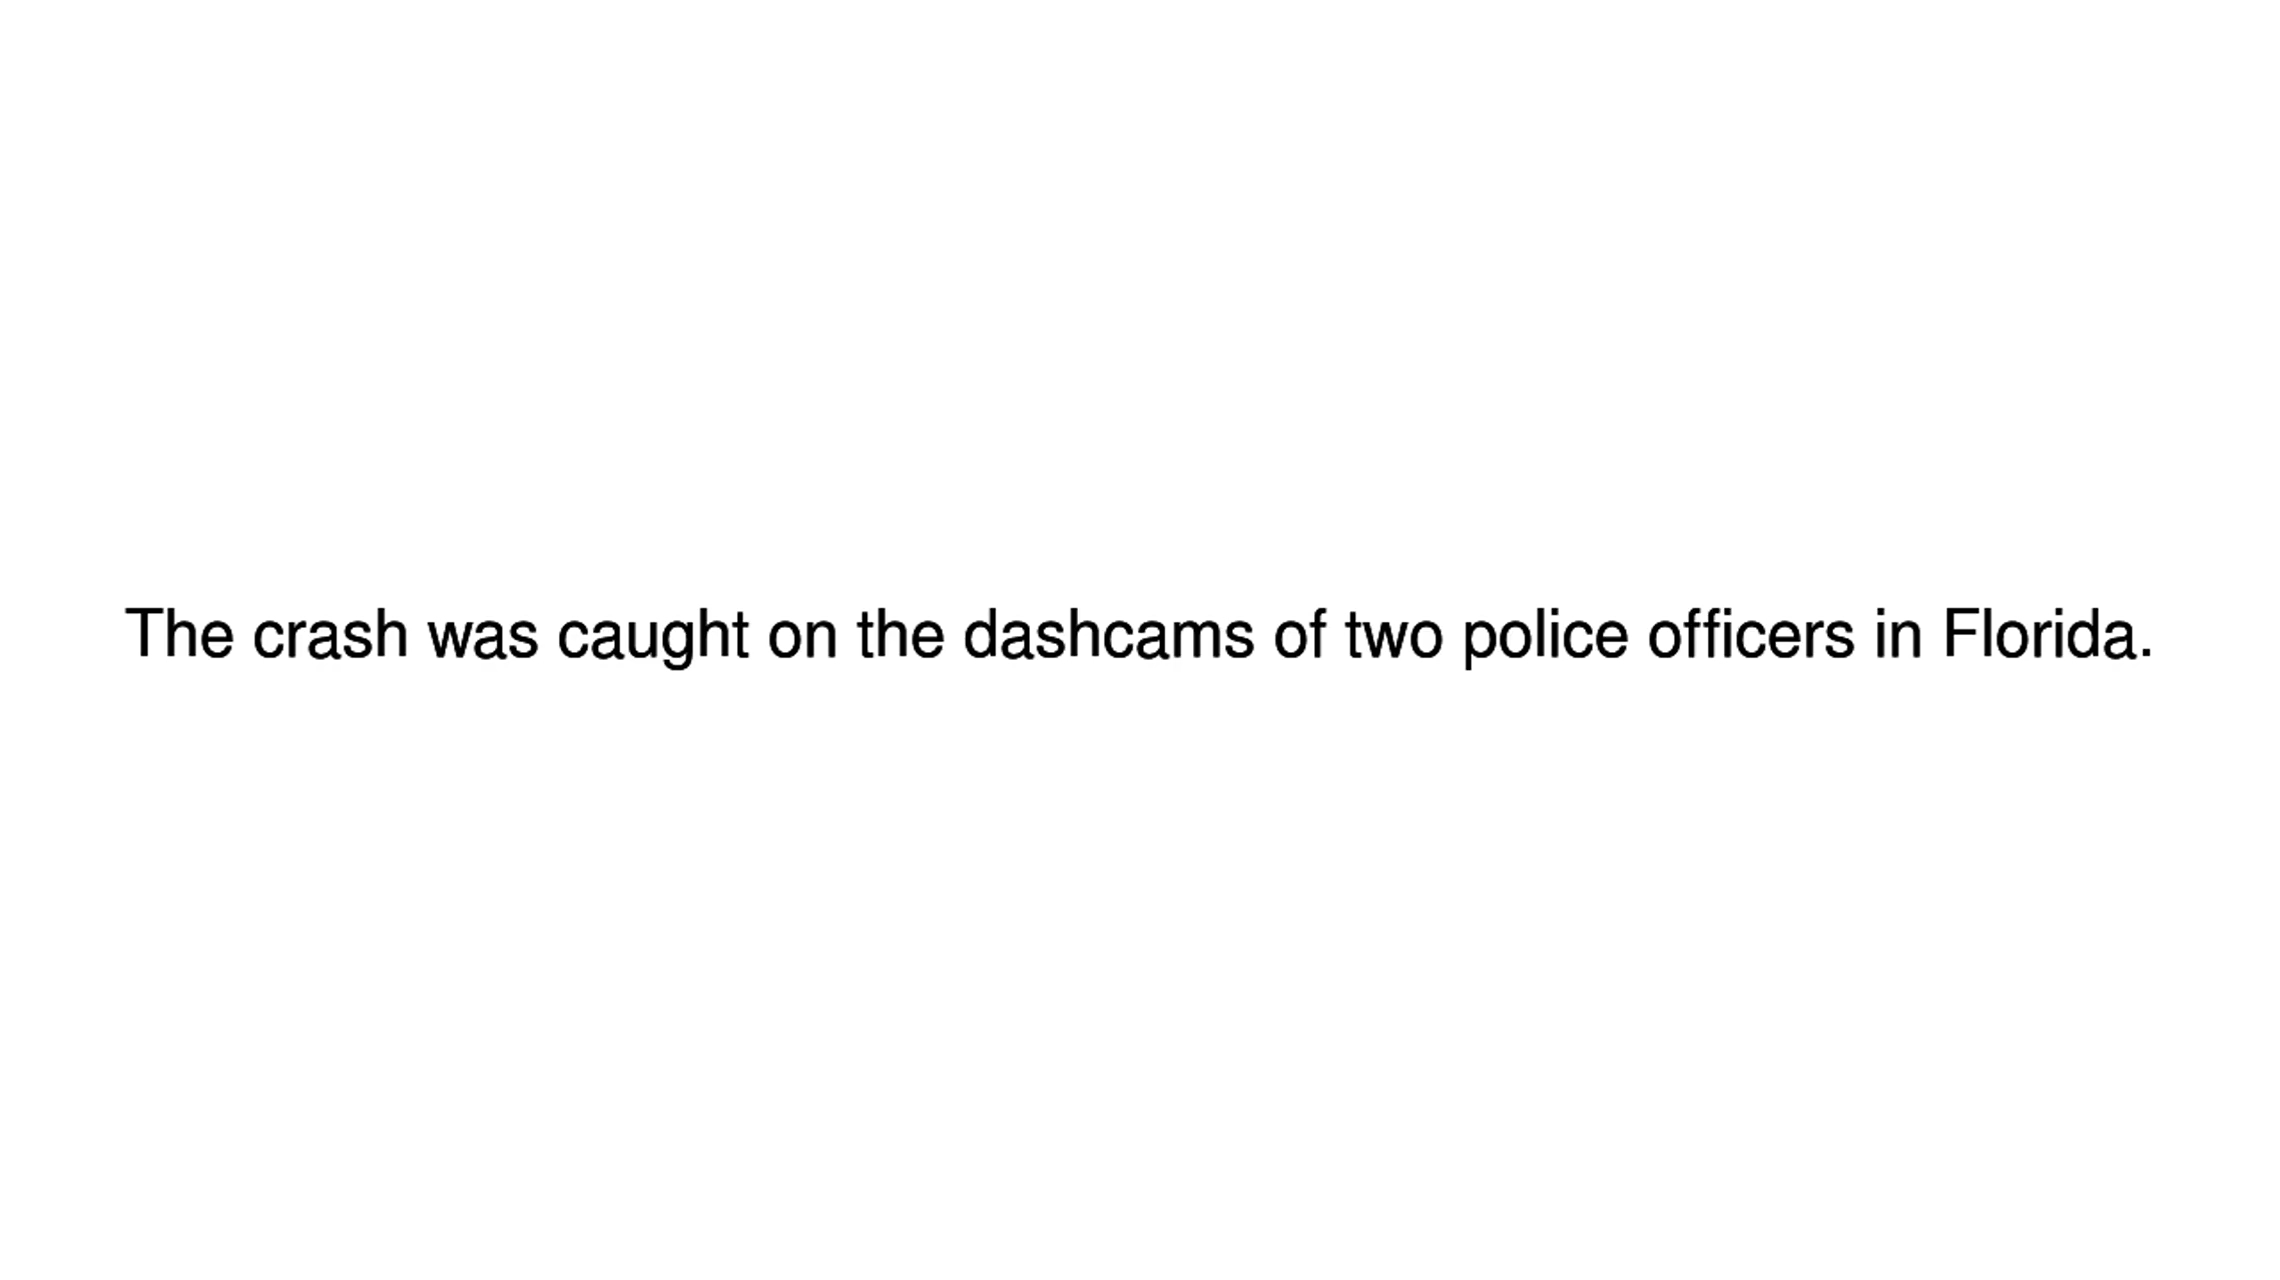 The crash was caught on the dashcams of two police officers in Florida.